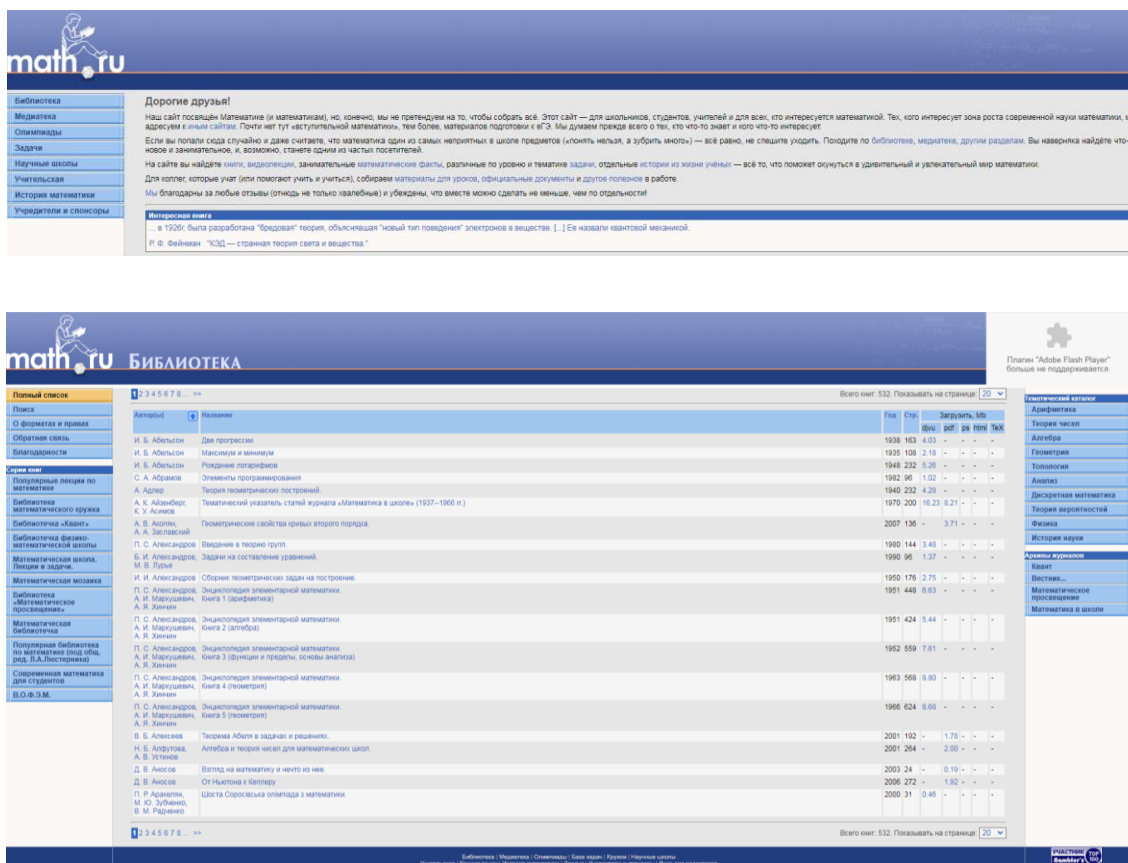 math.ru
Библиотека
Медиатека
Олимпиады
Задачи
Научные школы
Учительская
История математики
Учредители и спонсоры
Дорогие друзья!
Наш сайт посвящён Математике (и математикам), но, конечно, мы не претендуем на то, чтобы собрать всё. Этот сайт — для школьников, студентов, учителей и для всех, кто интересуется математикой. Тех, кого интересует зона роста современной науки математики, мы
адресуем к иным сайтам. Почти нет тут «вступительной математики», тем более, материалов подготовки к еГЭ. Мы думаем прежде всего о тех, кто что-то знает и кого что-то интересует.
Если вы попали сюда случайно и даже считаете, что математика один из самых неприятных в школе предметов («понять нельзя, а зубрить много») — всё равно, не спешите уходить. Походите по библиотеке, медиатеке, другим разделам. Вы наверняка найдёте что-
новое и занимательное, и, возможно, станете одним из частых посетителей.
На сайте вы найдёте книги, видеолекции, занимательные математические факты, различные по уровню и тематике задачи, отдельные истории из жизни учёных — всё то, что поможет окунуться в удивительный и увлекательный мир математики.
Для коллег, которые учат (или помогают учить и учиться), собираем материалы для уроков, официальные документы и другое полезное в работе.
Мы благодарны за любые отзывы (отнюдь не только хвалебные) и убеждены, что вместе можно сделать не меньше, чем по отдельности!
Интересная книга
... в 1926г. была разработана "бредовая" теория, объяснявшая "новый тип поведения" электронов в веществе. [...] Ее назвали квантовой механикой.
Р. Ф. Фейнман "КЭД — странная теория света и вещества."
math.ru Библиотека
Плагин "Adobe Flash Player"
больше не поддерживается.
Полный список
Поиск
О форматах и правах
Обратная связь
Благодарности
Серии книг
Популярные лекции по
математике
Библиотека
математического кружка
Библиотечка «Квант»
Библиотечка физико-
математической школы
Математическая школа.
Лекции и задачи.
Математическая мозаика
Библиотека
«Математическое
просвещение»
Математическая
библиотечка
Популярная библиотека
по математике (под общ.
ред. Л.А.Люстерника)
Современная математика
для студентов
В.О.Ф.Э.М.
1 2 3 4 5 6 7 8 ... >>
Всего книг: 532. Показывать на странице: 20
Автор(ы) Название Год Стр. Загрузить, Mb
djvu pdf ps html TeX
И. Б. Абельсон Две прогрессии 1938 163 4.03 - - - -
И. Б. Абельсон Максимум и минимум 1935 108 2.18 - - - -
И. Б. Абельсон Рождение логарифмов 1948 232 5.26 - - - -
С. А. Абрамов Элементы программирования 1982 96 1.02 - - - -
А. Адлер Теория геометрических построений. 1940 232 4.28 - - - -
А. К. Айзенберг, Тематический указатель статей журнала «Математика в школе» (1937–1966 гг.) 1970 200 16.23 8.21 - - -
К. У. Асимов
А. В. Акопян, Геометрические свойства кривых второго порядка. 2007 136 - 3.71 - - -
А. А. Заславский
П. С. Александров Введение в теорию групп. 1980 144 3.48 - - - -
Б. И. Александров, Задачи на составление уравнений. 1990 96 1.37 - - - -
М. В. Лурье
И. И. Александров Сборник геометрических задач на построение. 1950 176 2.75 - - - -
П. С. Александров, Энциклопедия элементарной математики. 1951 448 6.63 - - - -
А. И. Маркушевич, Книга 1 (арифметика)
А. Я. Хинчин
П. С. Александров, Энциклопедия элементарной математики. 1951 424 5.44 - - - -
А. И. Маркушевич, Книга 2 (алгебра)
А. Я. Хинчин
П. С. Александров, Энциклопедия элементарной математики. 1952 559 7.61 - - - -
А. И. Маркушевич, Книга 3 (функции и пределы, основы анализа)
А. Я. Хинчин
П. С. Александров, Энциклопедия элементарной математики. 1963 568 8.80 - - - -
А. И. Маркушевич, Книга 4 (геометрия)
А. Я. Хинчин
П. С. Александров, Энциклопедия элементарной математики. 1966 624 8.68 - - - -
А. И. Маркушевич, Книга 5 (геометрия)
А. Я. Хинчин
В. Б. Алексеев Теорема Абеля в задачах и решениях. 2001 192 - 1.78 - - -
Н. Б. Алфутова, Алгебра и теория чисел для математических школ. 2001 264 - 2.00 - - -
А. В. Устинов
Д. В. Аносов Взгляд на математику и нечто из нее. 2003 24 - 0.19 - - -
Д. В. Аносов От Ньютона к Кеплеру 2006 272 - 1.92 - - -
П. Р. Аракелян, Шоста Соросівська олімпіада з математики. 2000 31 0.46 - - - -
М. Ю. Зубченко,
В. М. Радченко
1 2 3 4 5 6 7 8 ... >>
Всего книг: 532. Показывать на странице: 20
Тематический каталог
Арифметика
Теория чисел
Алгебра
Геометрия
Топология
Анализ
Дискретная математика
Теория вероятностей
Физика
История науки
Архивы журналов
Квант
Вестник...
Математическое
просвещение
Математика в школе
Библиотека | Медиатека | Олимпиады | База задач | Кружки | Научные школы
УЧАСТНИК
Rambler's TOP 100